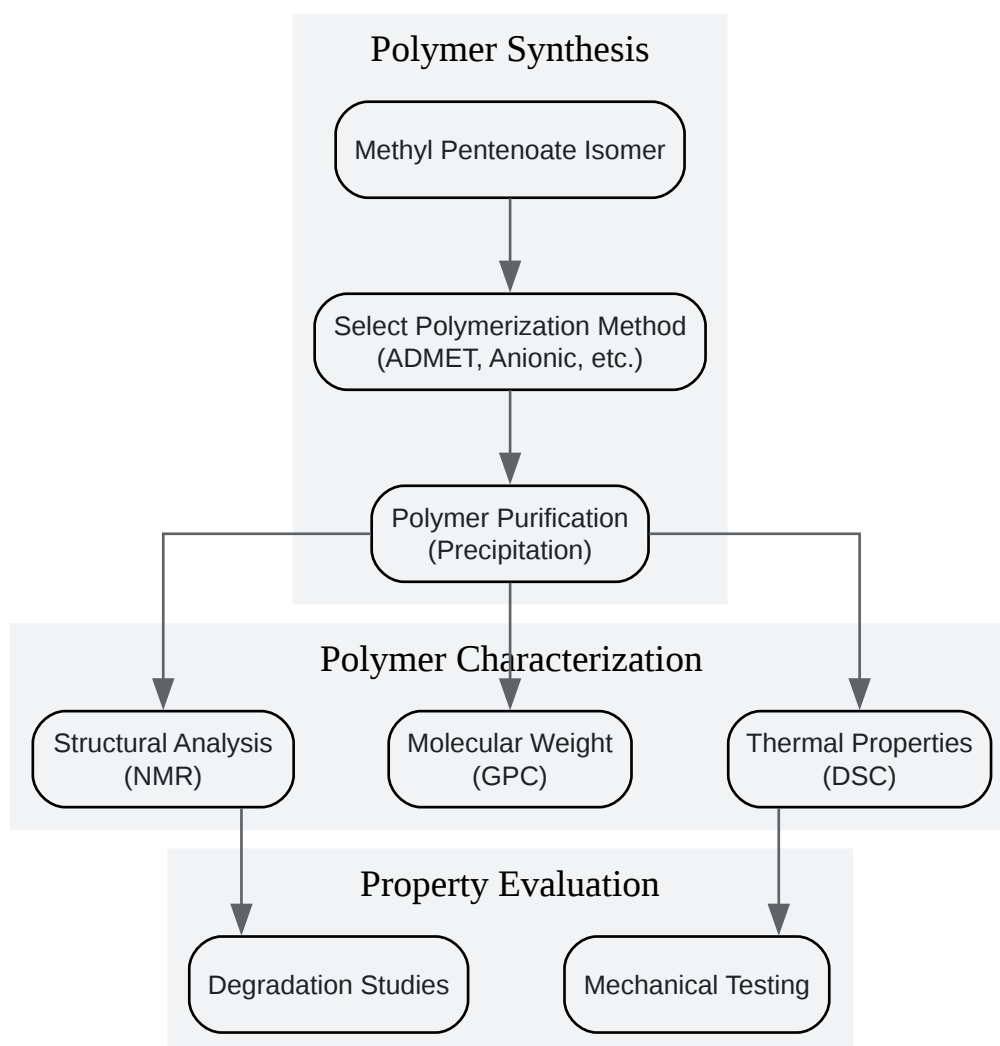 Polymer Synthesis
Methyl Pentenoate Isomer
Select Polymerization Method
(ADMET, Anionic, etc.)
Polymer Purification
(Precipitation)
Polymer Characterization
Structural Analysis
(NMR)
Molecular Weight
(GPC)
Thermal Properties
(DSC)
Property Evaluation
Degradation Studies
Mechanical Testing